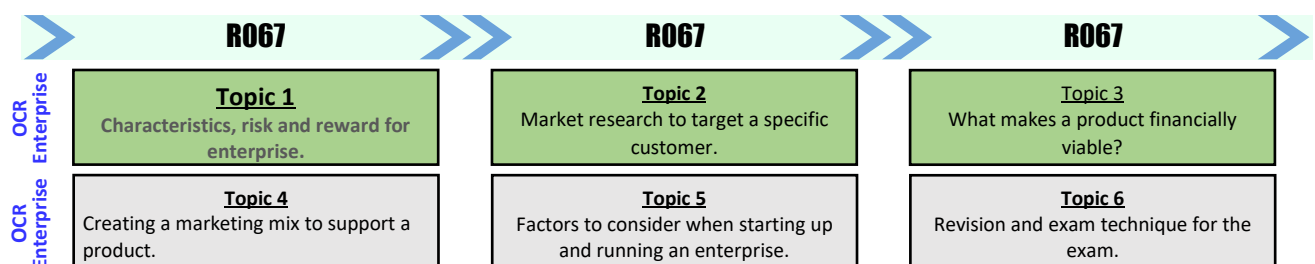 R067
R067
R067
OCR
Enterprise
Topic 1
Characteristics, risk and reward for
enterprise.
Topic 2
Market research to target a specific
customer.
Topic 3
What makes a product financially
viable?
OCR
Enterprise
Topic 4
Creating a marketing mix to support a
product.
Topic 5
Factors to consider when starting up
and running an enterprise.
Topic 6
Revision and exam technique for the
exam.